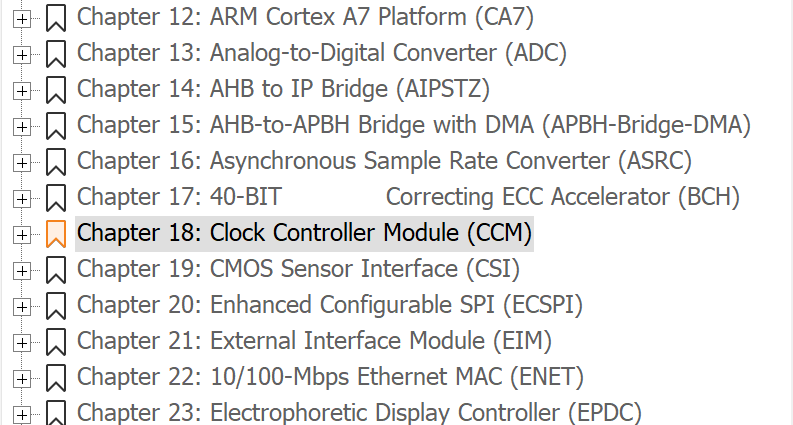 Chapter 12: ARM Cortex A7 Platform (CA7)
Chapter 13: Analog-to-Digital Converter (ADC)
Chapter 14: AHB to IP Bridge (AIPSTZ)
Chapter 15: AHB-to-APBH Bridge with DMA (APBH-Bridge-DMA)
Chapter 16: Asynchronous Sample Rate Converter (ASRC)
Chapter 17: 40-BIT Correcting ECC Accelerator (BCH)
Chapter 18: Clock Controller Module (CCM)
Chapter 19: CMOS Sensor Interface (CSI)
Chapter 20: Enhanced Configurable SPI (ECSPI)
Chapter 21: External Interface Module (EIM)
Chapter 22: 10/100-Mbps Ethernet MAC (ENET)
Chapter 23: Electrophoretic Display Controller (EPDC)